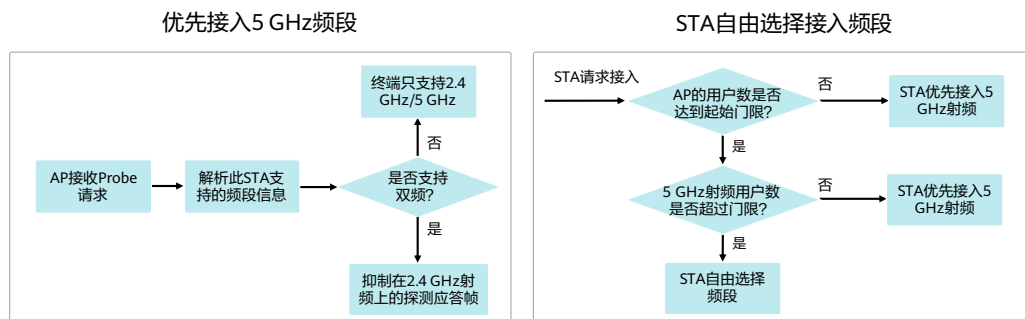 优先接入5 GHz频段
终端只支持2.4
GHz/5 GHz
否
AP接收Probe
请求
解析此STA支
持的频段信息
是否支持
双频?
是
抑制在2.4 GHz射
频上的探测应答帧
STA自由选择接入频段
STA请求接入
AP的用户数是否
达到起始门限?
否
STA优先接入5
GHz射频
是
5 GHz射频用户数
是否超过门限?
否
STA优先接入5
GHz射频
是
STA自由选择
频段